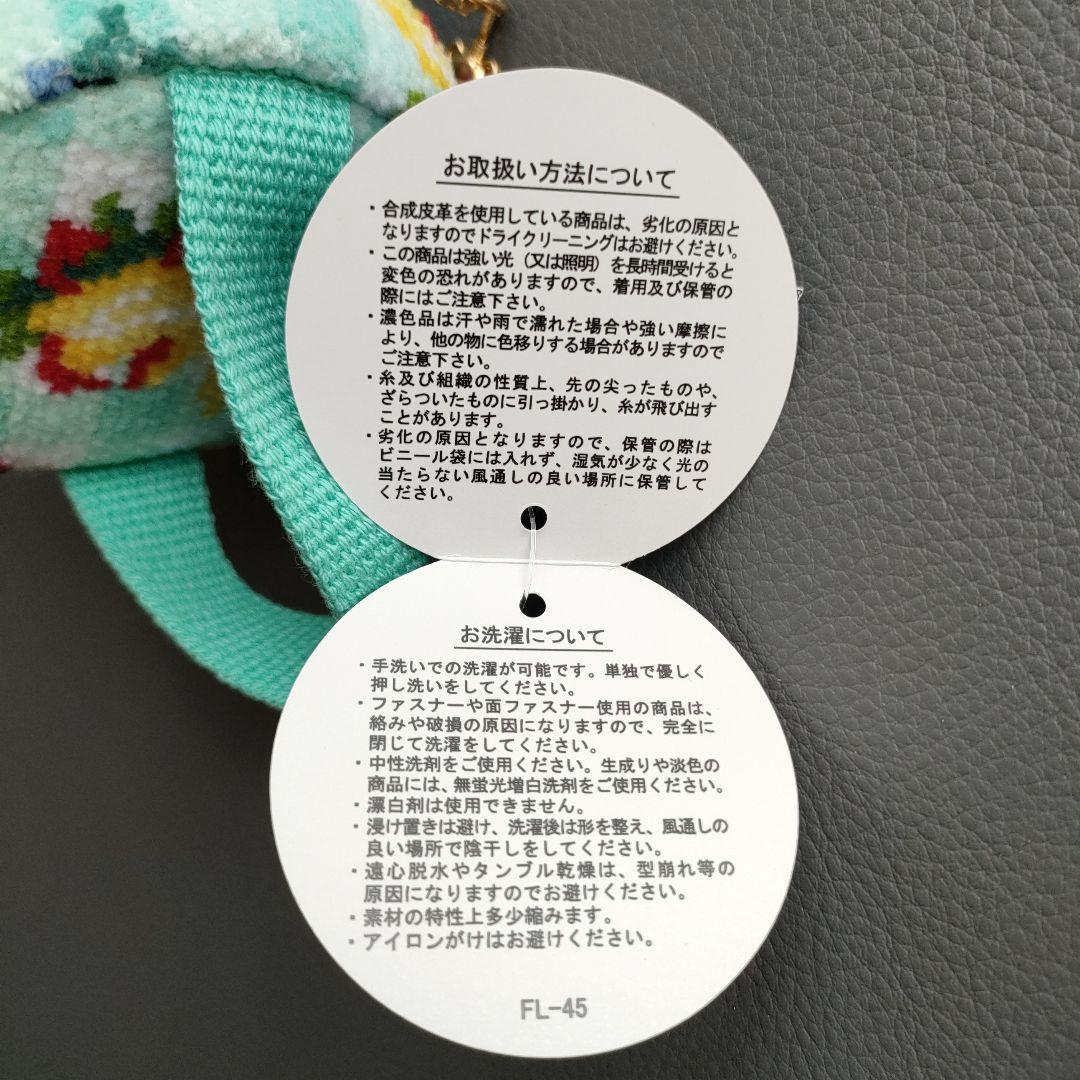 お取扱い方法について
・合成皮革を使用している商品は、劣化の原因と
なりますのでドライクリーニングはお避けください。
・この商品は強い光（又は照明）を長時間受けると
変色の恐れがありますので、着用及び保管の
際にはご注意下さい。
・濃色品は汗や雨で濡れた場合や強い摩擦に
より、他の物に色移りする場合がありますので
ご注意下さい。
・糸及び組織の性質上、先の尖ったものや、
ざらついたものに引っ掛かり、糸が飛び出す
ことがあります。
・劣化の原因となりますので、保管の際は
ビニール袋には入れず、湿気が少なく光の
当たらない風通しの良い場所に保管して
ください。
お洗濯について
・手洗いでの洗濯が可能です。単独で優しく
押し洗いをしてください。
・ファスナーや面ファスナー使用の商品は、
絡みや破損の原因になりますので、完全に
閉じて洗濯をしてください。
・中性洗剤をご使用ください。生成りや淡色の
商品には、無蛍光増白洗剤をご使用ください。
・漂白剤は使用できません。
・浸け置きは避け、洗濯後は形を整え、風通しの
良い場所で陰干しをしてください。
・遠心脱水やタンブル乾燥は、型崩れ等の
原因になりますのでお避けください。
・素材の特性上多少縮みます。
・アイロンがけはお避けください。
FL-45